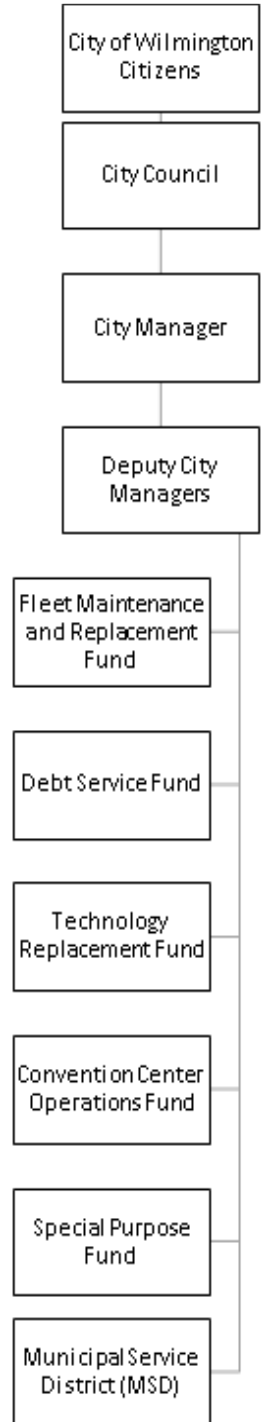 City of Wilmington
Citizens
City Council
City Manager
Deputy City
Managers
Fleet Maintenance
and Replacement
Fund
Debt Service Fund
Technology
Replacement Fund
Convention Center
Operations Fund
Special Purpose
Fund
Municipal Service
District (MSD)